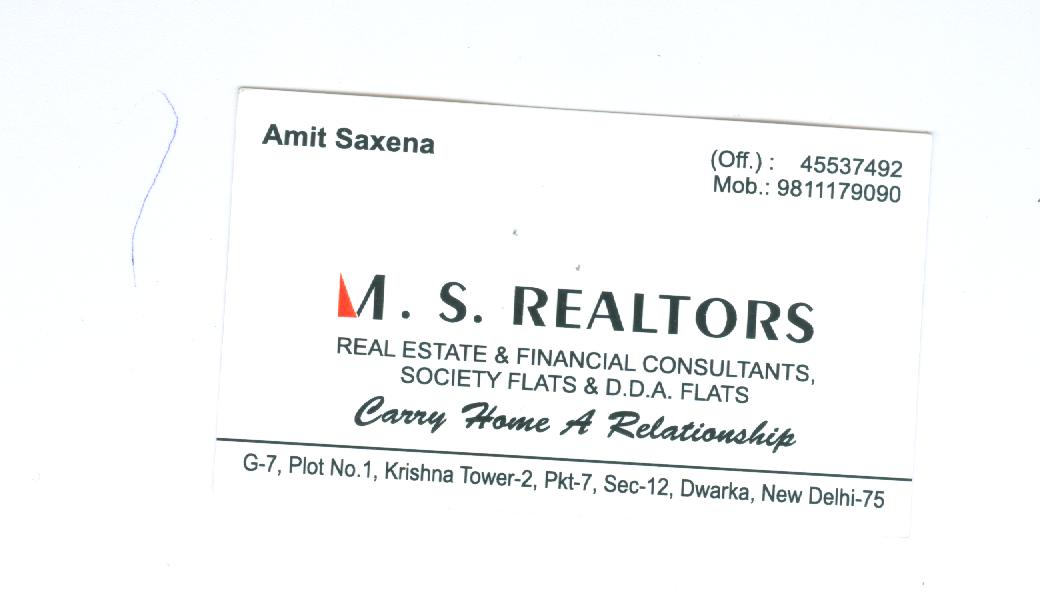 Amit Saxena
(Off.) : 45537492
Mob.: 9811179090
M. S. REALTORS
REAL ESTATE & FINANCIAL CONSULTANTS,
SOCIETY FLATS & D.D.A. FLATS
Carry Home A Relationship
G-7, Plot No.1, Krishna Tower-2, Pkt-7, Sec-12, Dwarka, New Delhi-75